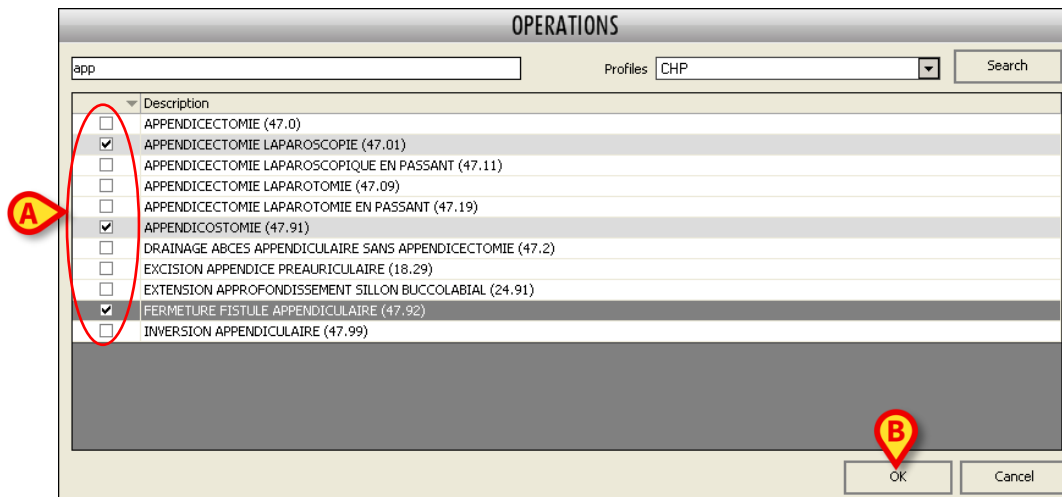 OPERATIONS
app Profiles CHP Search
Description
APPENDICECTOMIE (47.0)
APPENDICECTOMIE LAPAROSCOPIE (47.01)
APPENDICECTOMIE LAPAROSCOPIQUE EN PASSANT (47.11)
APPENDICECTOMIE LAPAROTOMIE (47.09)
APPENDICECTOMIE LAPAROTOMIE EN PASSANT (47.19)
A
APPENDICOSTOMIE (47.91)
DRAINAGE ABCES APPENDICULAIRE SANS APPENDICECTOMIE (47.2)
EXCISION APPENDICE PREAURICULAIRE (18.29)
EXTENSION APPROFONDISSEMENT SILLON BUCCOLABIAL (24.91)
FERMETURE FISTULE APPENDICULAIRE (47.92)
INVERSION APPENDICULAIRE (47.99)
B
OK Cancel